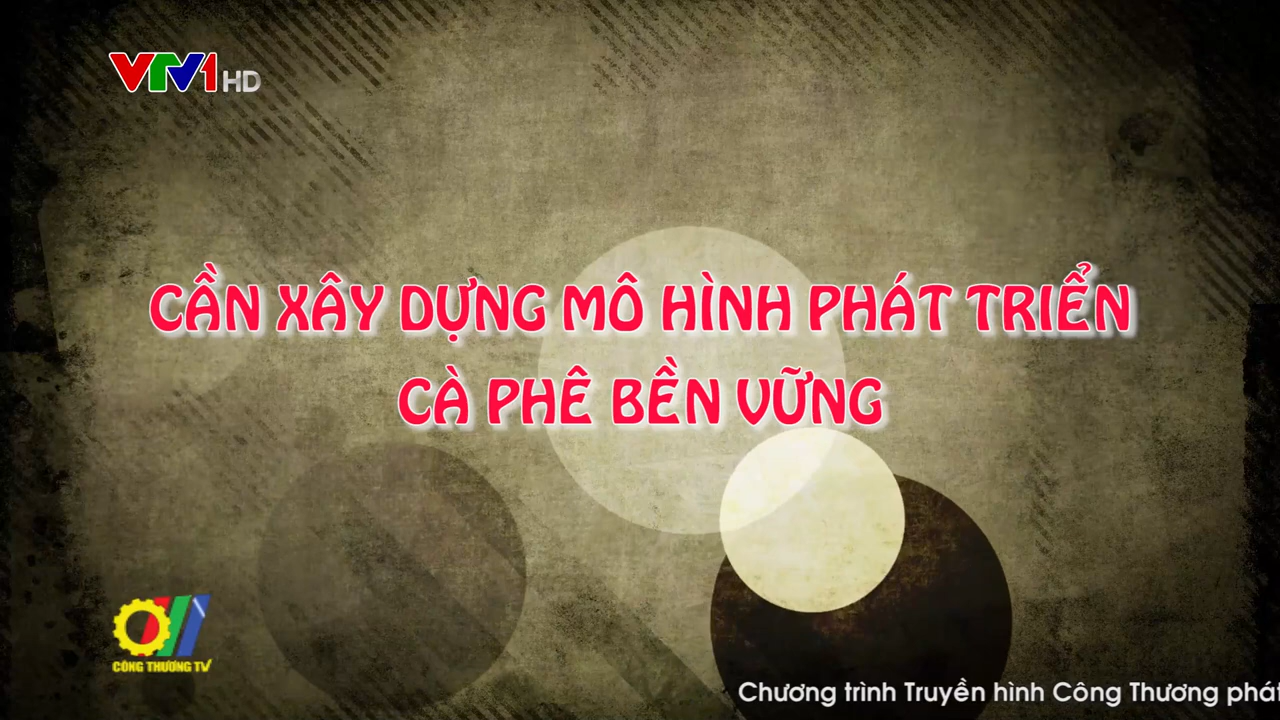 VTV1 HD
CẦN XÂY DỰNG MÔ HÌNH PHÁT TRIỂN
CÀ PHÊ BỀN VỮNG
CÔNG THƯƠNG TV
Chương trình Truyền hình Công Thương phát